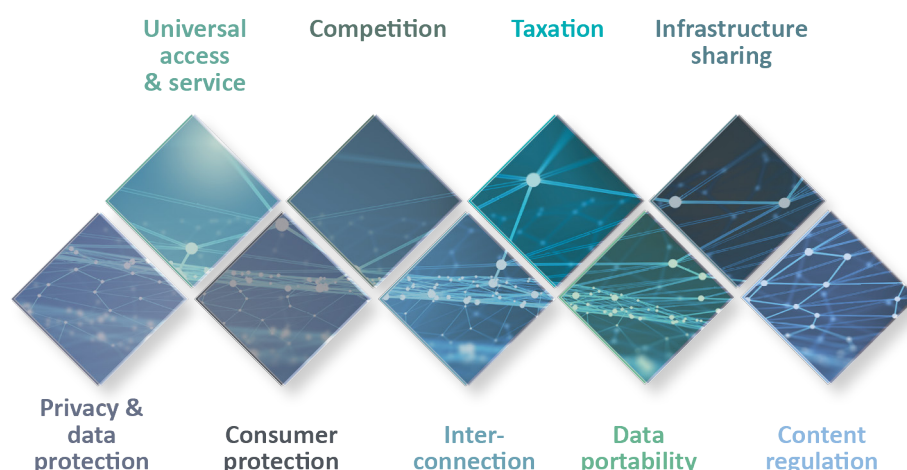 Universal
access
& service
Competition
Taxation
Infrastructure
sharing
Privacy &
data
protection
Consumer
protection
Inter-
connection
Data
portability
Content
regulation